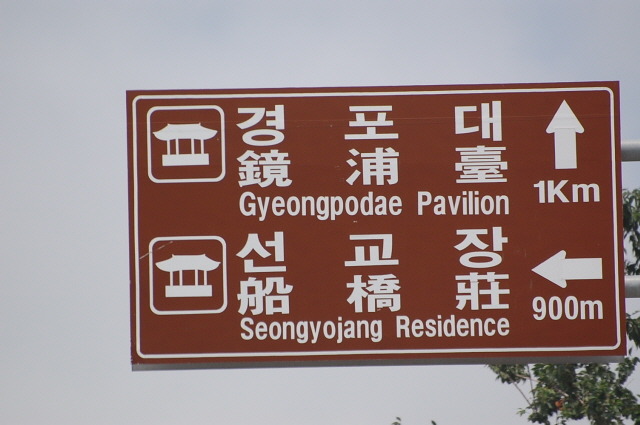 경 포 대
鏡 浦 臺
Gyeongpodae Pavilion
1Km
선 교 장
船 橋 莊
Seongyojang Residence
900m